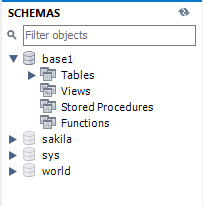 SCHEMAS
Filter objects
base1
Tables
Views
Stored Procedures
Functions
sakila
sys
world